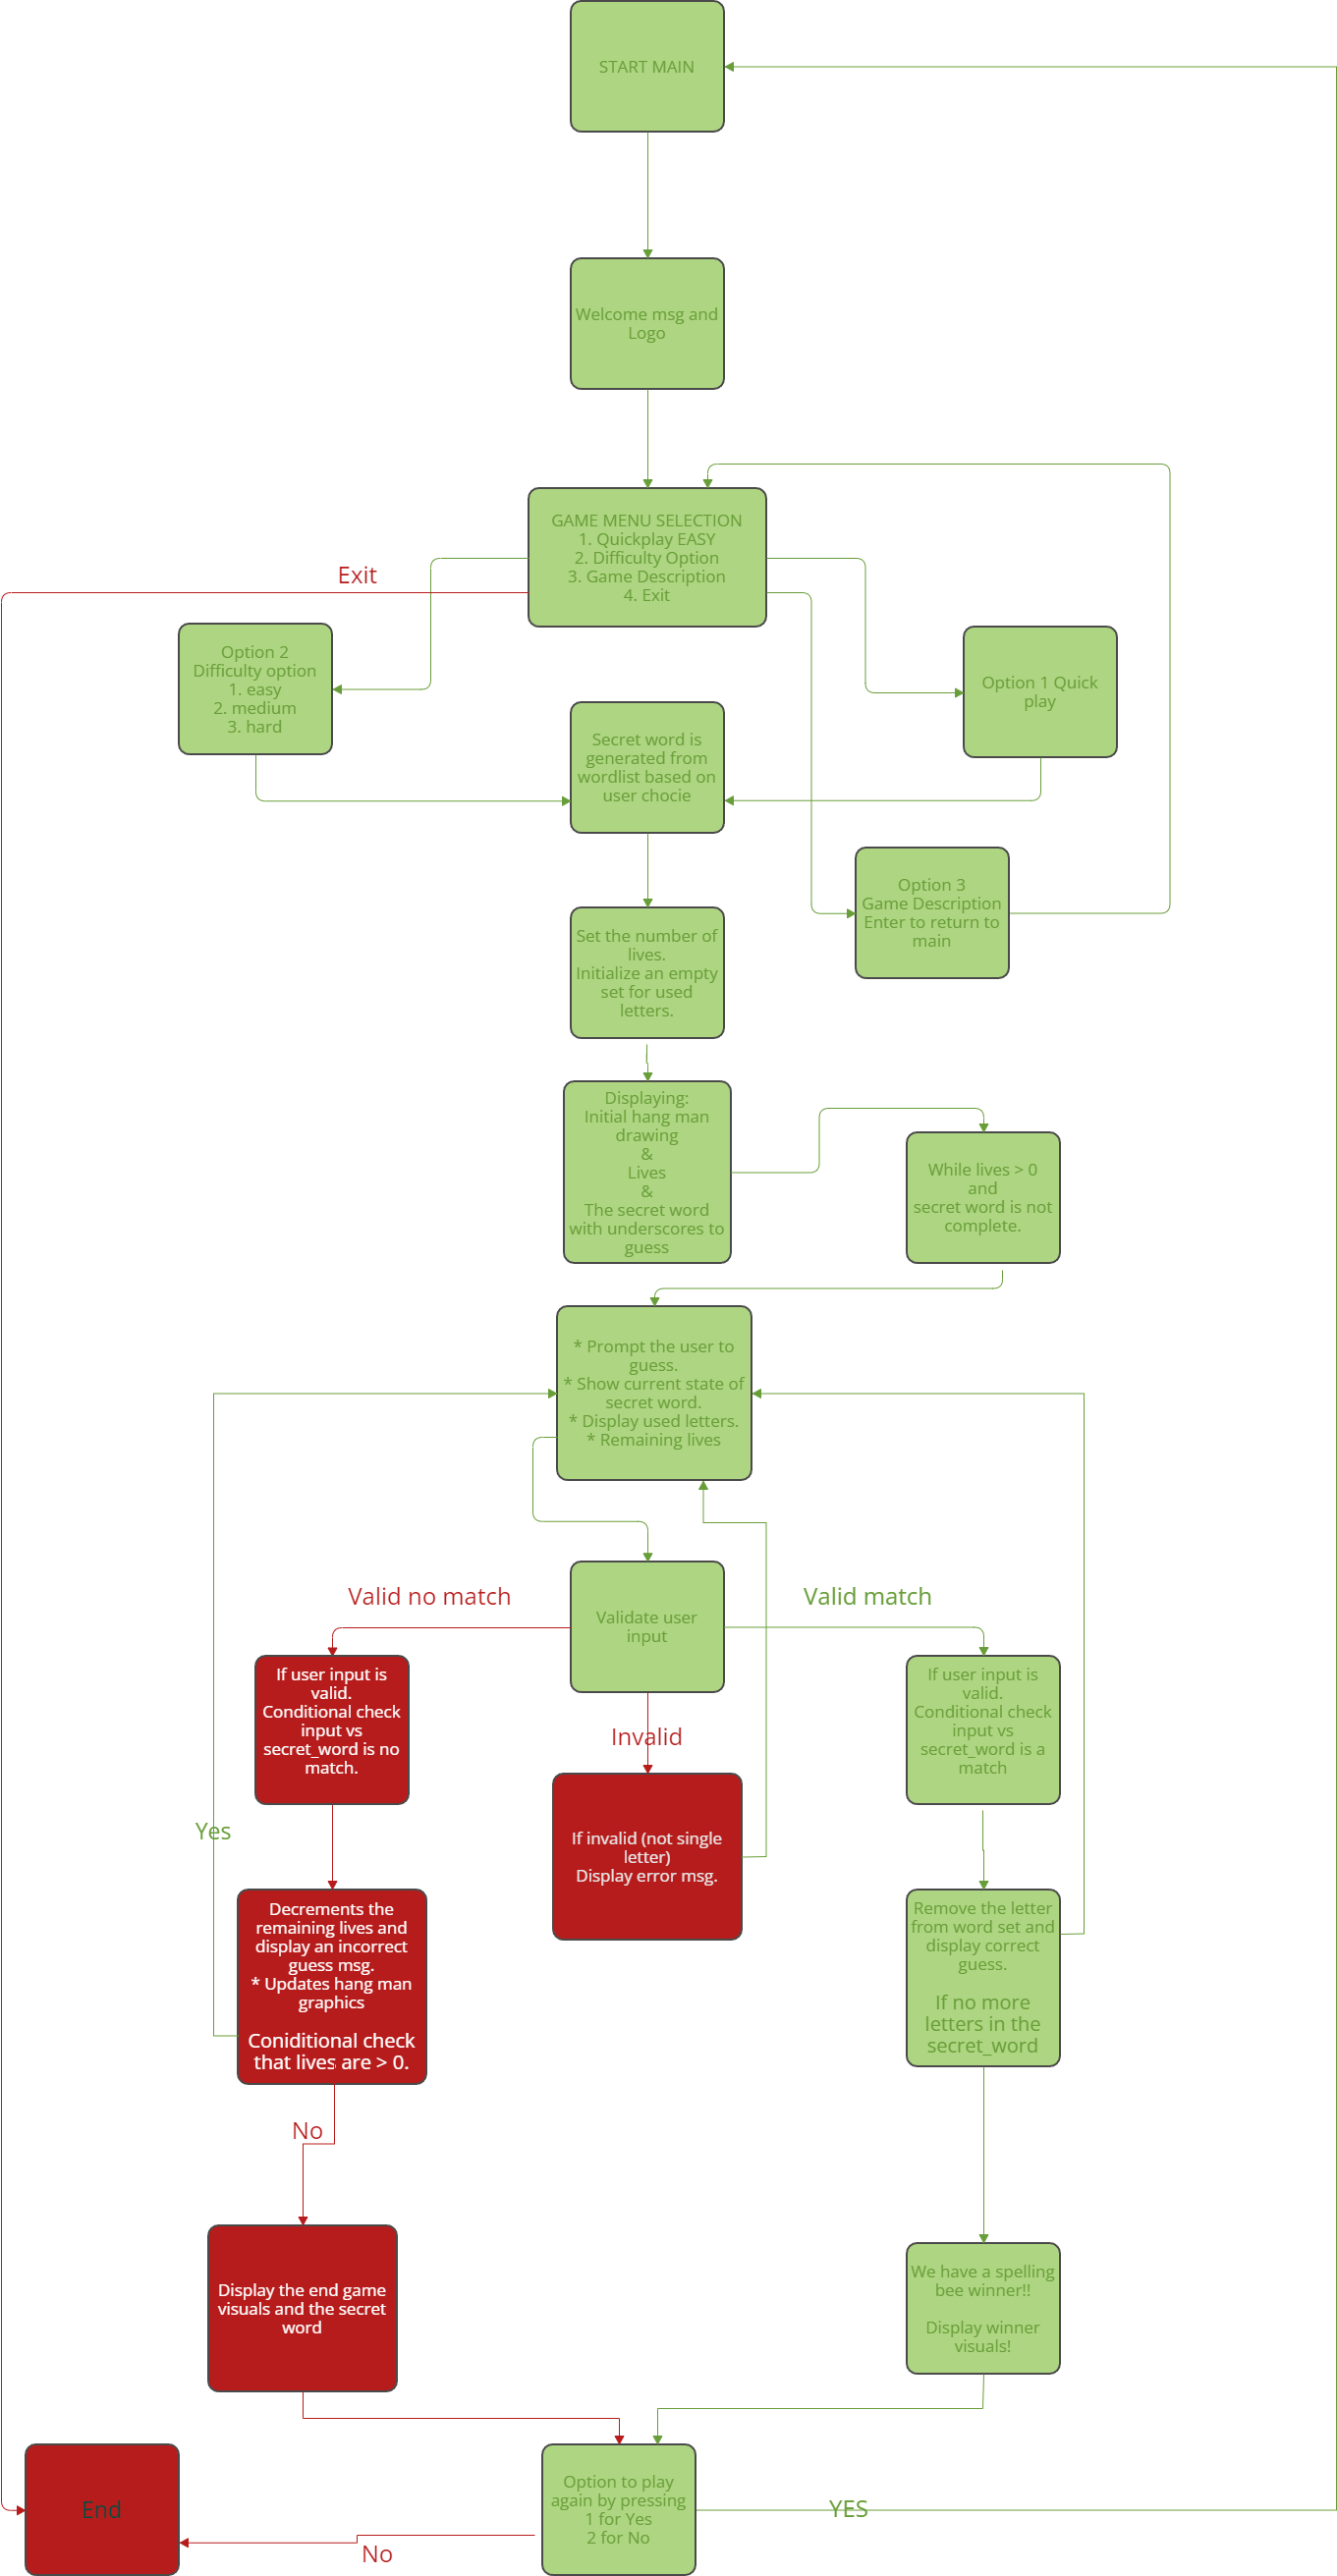 START MAIN
Welcome msg and
Logo
GAME MENU SELECTION
1. Quickplay EASY
2. Difficulty Option
3. Game Description
4. Exit
Exit
Option 2
Difficulty option
1. easy
2. medium
3. hard
Option 1 Quick
play
Secret word is
generated from
wordlist based on
user chocie
Option 3
Game Description
Enter to return to
main
Set the number of
lives.
Initialize an empty
set for used
letters.
Displaying:
Initial hang man
drawing
&
Lives
&
The secret word
with underscores to
guess
While lives > 0
and
secret word is not
complete.
* Prompt the user to
guess.
* Show current state of
secret word.
* Display used letters.
* Remaining lives
Valid no match
Validate user
input
Valid match
If user input is
valid.
Conditional check
input vs
secret_word is no
match.
Invalid
If user input is
valid.
Conditional check
input vs
secret_word is a
match
Yes
If invalid (not single
letter)
Display error msg.
Decrements the
remaining lives and
display an incorrect
guess msg.
* Updates hang man
graphics
Coniditional check
that lives are > 0.
Remove the letter
from word set and
display correct
guess.
If no more
letters in the
secret_word
No
Display the end game
visuals and the secret
word
We have a spelling
bee winner!!
Display winner
visuals!
End
Option to play
again by pressing
1 for Yes
2 for No
YES
No